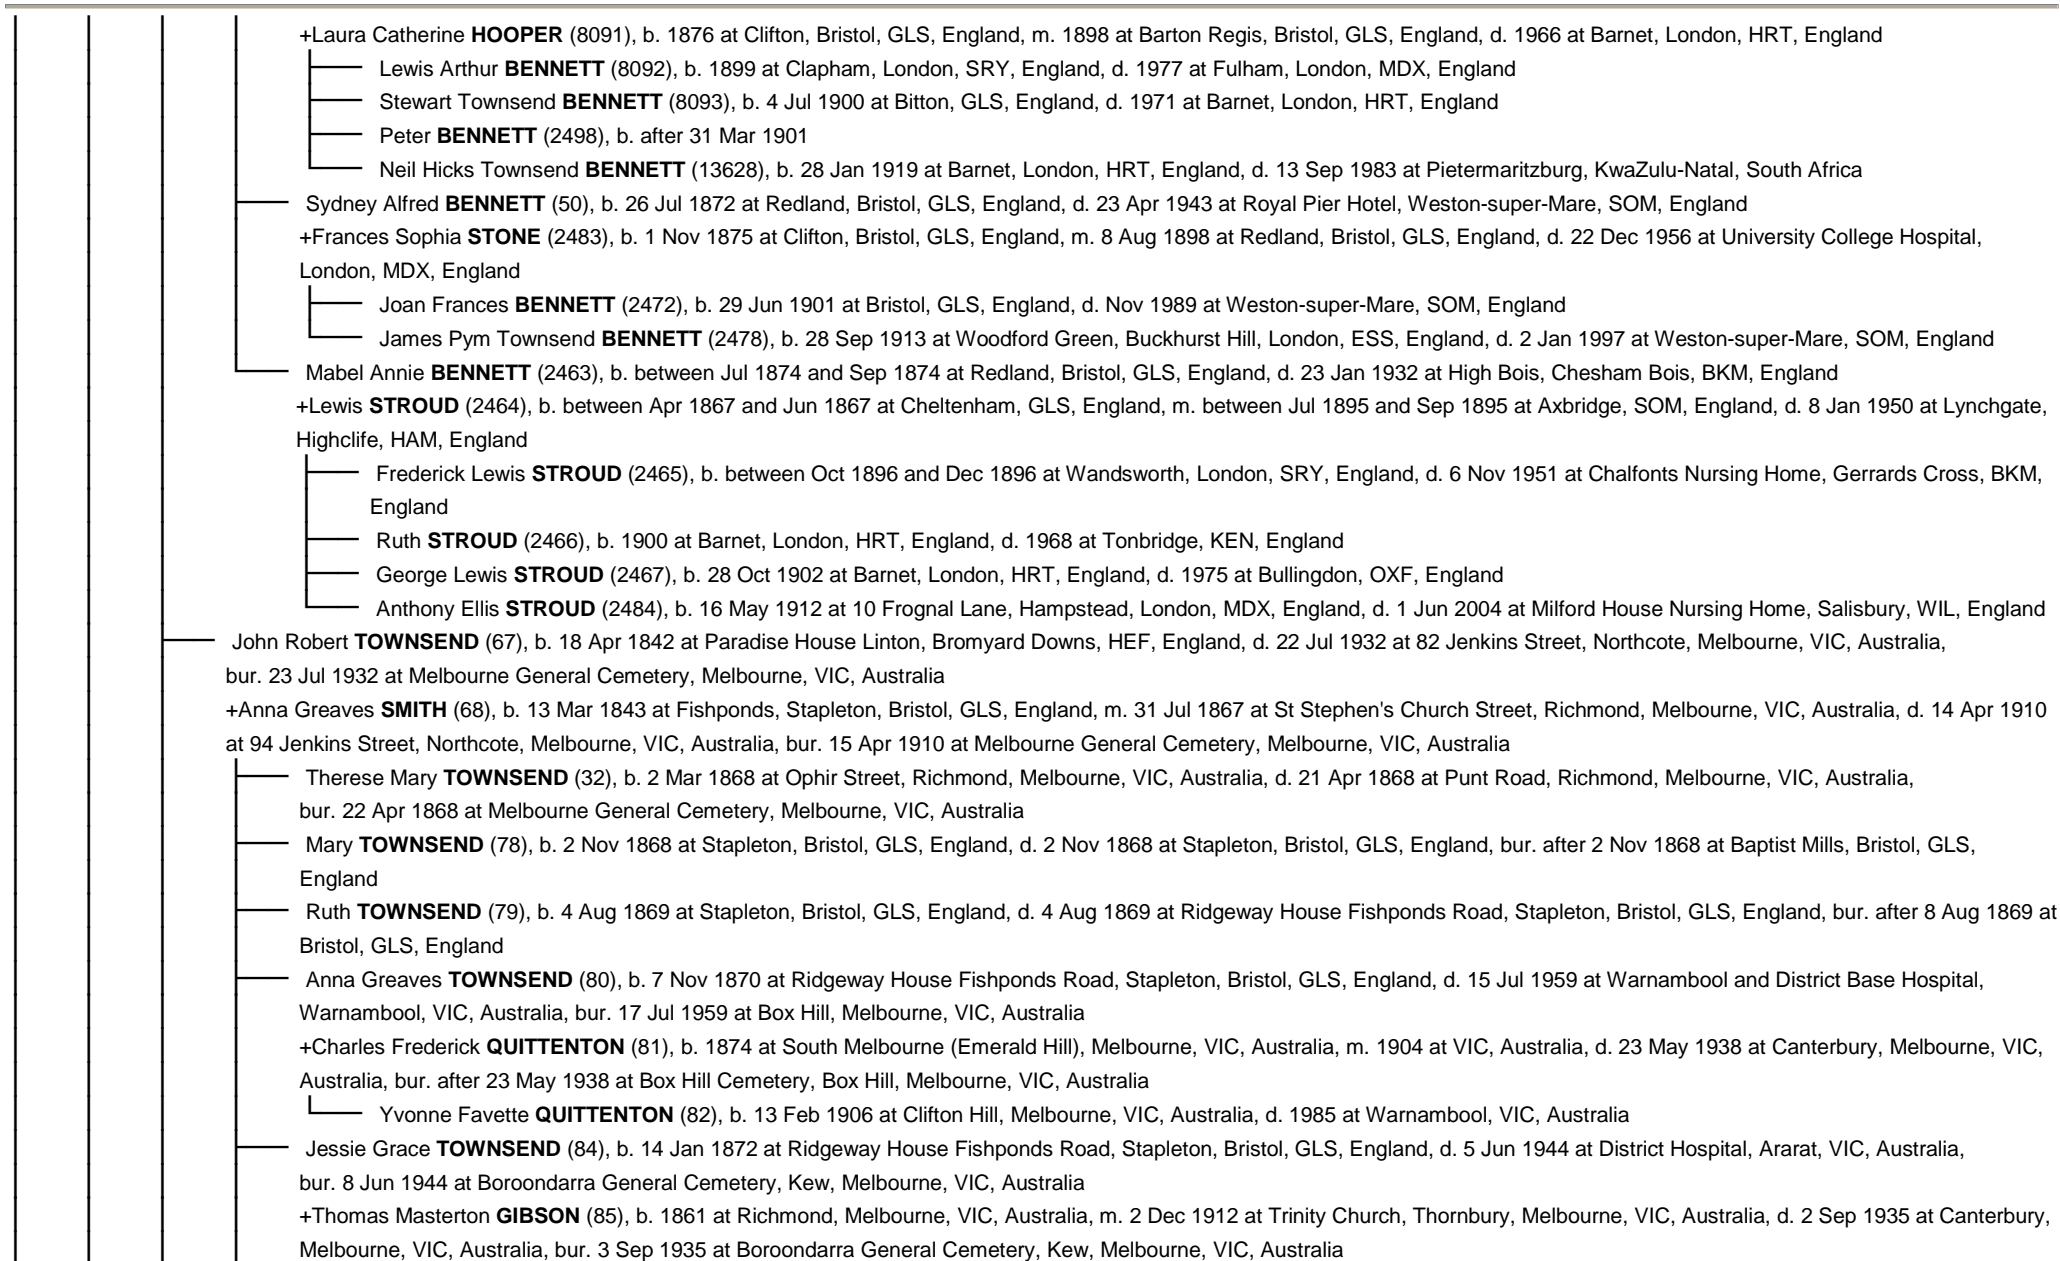 +Laura Catherine HOOPER (8091), b. 1876 at Clifton, Bristol, GLS, England, m. 1898 at Barton Regis, Bristol, GLS, England, d. 1966 at Barnet, London, HRT, England
Lewis Arthur BENNETT (8092), b. 1899 at Clapham, London, SRY, England, d. 1977 at Fulham, London, MDX, England
Stewart Townsend BENNETT (8093), b. 4 Jul 1900 at Bitton, GLS, England, d. 1971 at Barnet, London, HRT, England
Peter BENNETT (2498), b. after 31 Mar 1901
Neil Hicks Townsend BENNETT (13628), b. 28 Jan 1919 at Barnet, London, HRT, England, d. 13 Sep 1983 at Pietermaritzburg, KwaZulu-Natal, South Africa
Sydney Alfred BENNETT (50), b. 26 Jul 1872 at Redland, Bristol, GLS, England, d. 23 Apr 1943 at Royal Pier Hotel, Weston-super-Mare, SOM, England
+Frances Sophia STONE (2483), b. 1 Nov 1875 at Clifton, Bristol, GLS, England, m. 8 Aug 1898 at Redland, Bristol, GLS, England, d. 22 Dec 1956 at University College Hospital,
London, MDX, England
Joan Frances BENNETT (2472), b. 29 Jun 1901 at Bristol, GLS, England, d. Nov 1989 at Weston-super-Mare, SOM, England
James Pym Townsend BENNETT (2478), b. 28 Sep 1913 at Woodford Green, Buckhurst Hill, London, ESS, England, d. 2 Jan 1997 at Weston-super-Mare, SOM, England
Mabel Annie BENNETT (2463), b. between Jul 1874 and Sep 1874 at Redland, Bristol, GLS, England, d. 23 Jan 1932 at High Bois, Chesham Bois, BKM, England
+Lewis STROUD (2464), b. between Apr 1867 and Jun 1867 at Cheltenham, GLS, England, m. between Jul 1895 and Sep 1895 at Axbridge, SOM, England, d. 8 Jan 1950 at Lynchgate,
Highclife, HAM, England
Frederick Lewis STROUD (2465), b. between Oct 1896 and Dec 1896 at Wandsworth, London, SRY, England, d. 6 Nov 1951 at Chalfonts Nursing Home, Gerrards Cross, BKM,
England
Ruth STROUD (2466), b. 1900 at Barnet, London, HRT, England, d. 1968 at Tonbridge, KEN, England
George Lewis STROUD (2467), b. 28 Oct 1902 at Barnet, London, HRT, England, d. 1975 at Bullingdon, OXF, England
Anthony Ellis STROUD (2484), b. 16 May 1912 at 10 Frognal Lane, Hampstead, London, MDX, England, d. 1 Jun 2004 at Milford House Nursing Home, Salisbury, WIL, England
John Robert TOWNSEND (67), b. 18 Apr 1842 at Paradise House Linton, Bromyard Downs, HEF, England, d. 22 Jul 1932 at 82 Jenkins Street, Northcote, Melbourne, VIC, Australia,
bur. 23 Jul 1932 at Melbourne General Cemetery, Melbourne, VIC, Australia
+Anna Greaves SMITH (68), b. 13 Mar 1843 at Fishponds, Stapleton, Bristol, GLS, England, m. 31 Jul 1867 at St Stephen's Church Street, Richmond, Melbourne, VIC, Australia, d. 14 Apr 1910
at 94 Jenkins Street, Northcote, Melbourne, VIC, Australia, bur. 15 Apr 1910 at Melbourne General Cemetery, Melbourne, VIC, Australia
Therese Mary TOWNSEND (32), b. 2 Mar 1868 at Ophir Street, Richmond, Melbourne, VIC, Australia, d. 21 Apr 1868 at Punt Road, Richmond, Melbourne, VIC, Australia,
bur. 22 Apr 1868 at Melbourne General Cemetery, Melbourne, VIC, Australia
Mary TOWNSEND (78), b. 2 Nov 1868 at Stapleton, Bristol, GLS, England, d. 2 Nov 1868 at Stapleton, Bristol, GLS, England, bur. after 2 Nov 1868 at Baptist Mills, Bristol, GLS,
England
Ruth TOWNSEND (79), b. 4 Aug 1869 at Stapleton, Bristol, GLS, England, d. 4 Aug 1869 at Ridgeway House Fishponds Road, Stapleton, Bristol, GLS, England, bur. after 8 Aug 1869 at
Bristol, GLS, England
Anna Greaves TOWNSEND (80), b. 7 Nov 1870 at Ridgeway House Fishponds Road, Stapleton, Bristol, GLS, England, d. 15 Jul 1959 at Warnambool and District Base Hospital,
Warnambool, VIC, Australia, bur. 17 Jul 1959 at Box Hill, Melbourne, VIC, Australia
+Charles Frederick QUITTENTON (81), b. 1874 at South Melbourne (Emerald Hill), Melbourne, VIC, Australia, m. 1904 at VIC, Australia, d. 23 May 1938 at Canterbury, Melbourne, VIC,
Australia, bur. after 23 May 1938 at Box Hill Cemetery, Box Hill, Melbourne, VIC, Australia
Yvonne Favette QUITTENTON (82), b. 13 Feb 1906 at Clifton Hill, Melbourne, VIC, Australia, d. 1985 at Warnambool, VIC, Australia
Jessie Grace TOWNSEND (84), b. 14 Jan 1872 at Ridgeway House Fishponds Road, Stapleton, Bristol, GLS, England, d. 5 Jun 1944 at District Hospital, Ararat, VIC, Australia,
bur. 8 Jun 1944 at Boroondarra General Cemetery, Kew, Melbourne, VIC, Australia
+Thomas Masterton GIBSON (85), b. 1861 at Richmond, Melbourne, VIC, Australia, m. 2 Dec 1912 at Trinity Church, Thornbury, Melbourne, VIC, Australia, d. 2 Sep 1935 at Canterbury,
Melbourne, VIC, Australia, bur. 3 Sep 1935 at Boroondarra General Cemetery, Kew, Melbourne, VIC, Australia